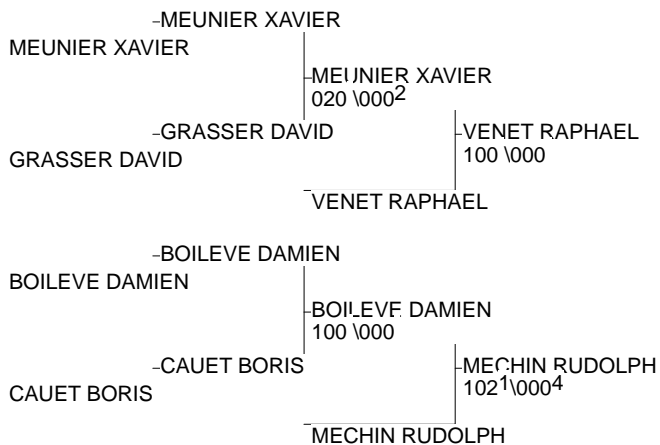 MEUNIER XAVIER
MEUNIER XAVIER
MEUNIER XAVIER
020 \000²
GRASSER DAVID
GRASSER DAVID
VENET RAPHAEL
100 \000
VENET RAPHAEL
BOILEVE DAMIEN
BOILEVE DAMIEN
BOILEVE DAMIEN
100 \000
CAUET BORIS
CAUET BORIS
MECHIN RUDOLPH
102¹\000⁴
MECHIN RUDOLPH